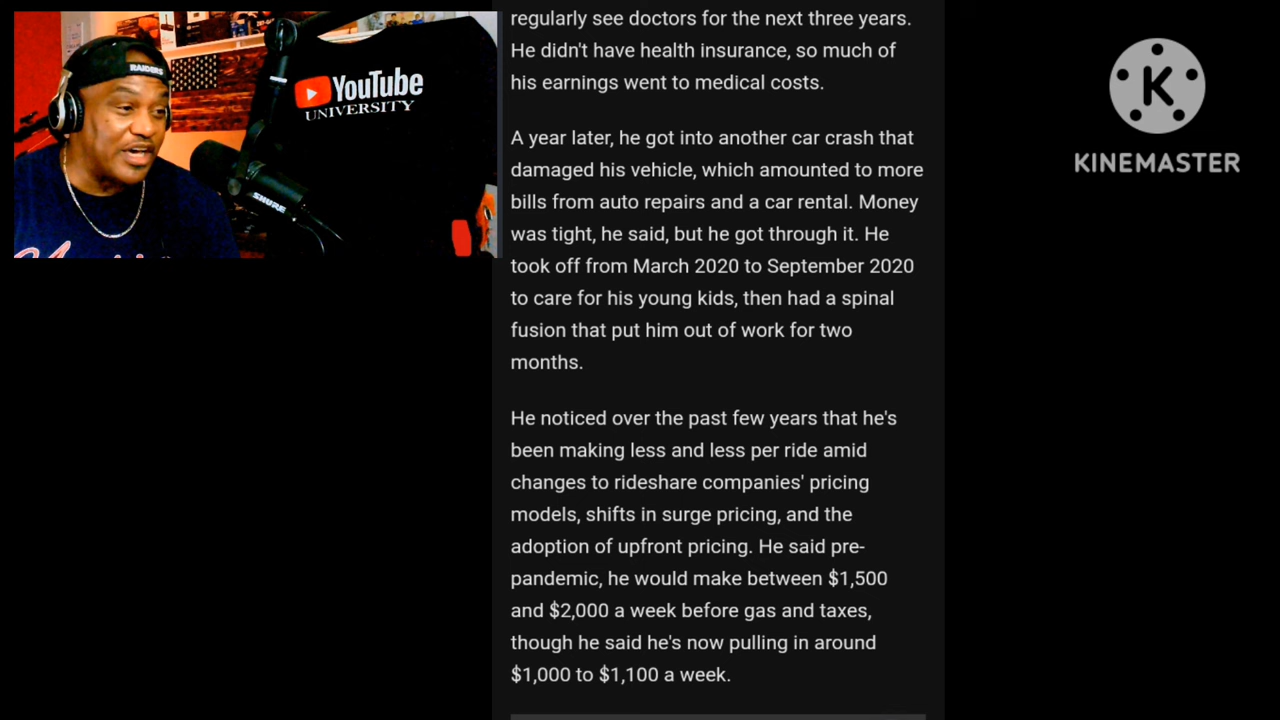 RAIDERS
YouTube
UNIVERSITY
SHURE
regularly see doctors for the next three years.
He didn't have health insurance, so much of
his earnings went to medical costs.
A year later, he got into another car crash that
damaged his vehicle, which amounted to more
bills from auto repairs and a car rental. Money
was tight, he said, but he got through it. He
took off from March 2020 to September 2020
to care for his young kids, then had a spinal
fusion that put him out of work for two
months.
He noticed over the past few years that he's
been making less and less per ride amid
changes to rideshare companies' pricing
models, shifts in surge pricing, and the
adoption of upfront pricing. He said pre-
pandemic, he would make between $1,500
and $2,000 a week before gas and taxes,
though he said he's now pulling in around
$1,000 to $1,100 a week.
K
KINEMASTER